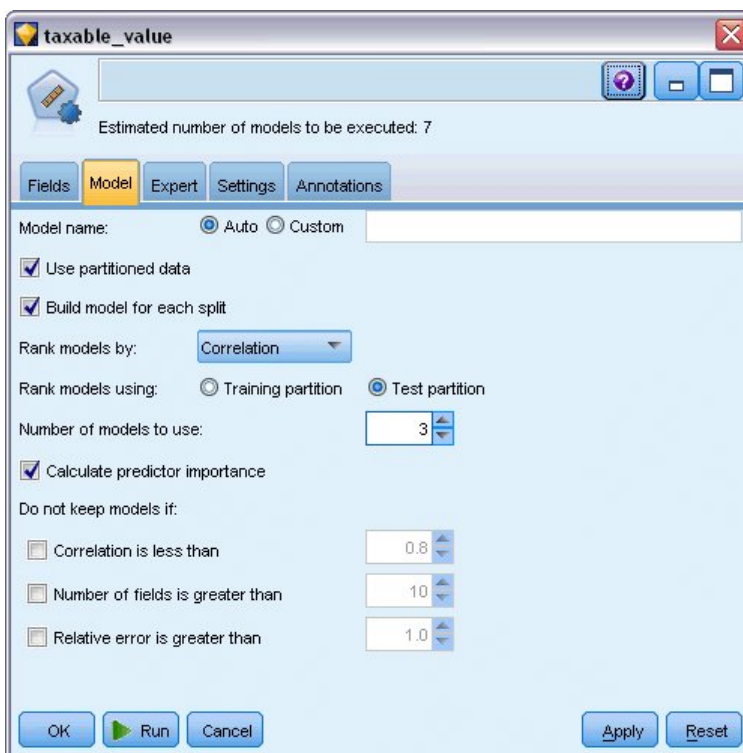 taxable_value
Estimated number of models to be executed: 7
Fields Model Expert Settings Annotations
Model name: Auto Custom
Use partitioned data
Build model for each split
Rank models by: Correlation
Rank models using: Training partition Test partition
Number of models to use: 3
Calculate predictor importance
Do not keep models if:
Correlation is less than 0.8
Number of fields is greater than 10
Relative error is greater than 1.0
OK Run Cancel Apply Reset